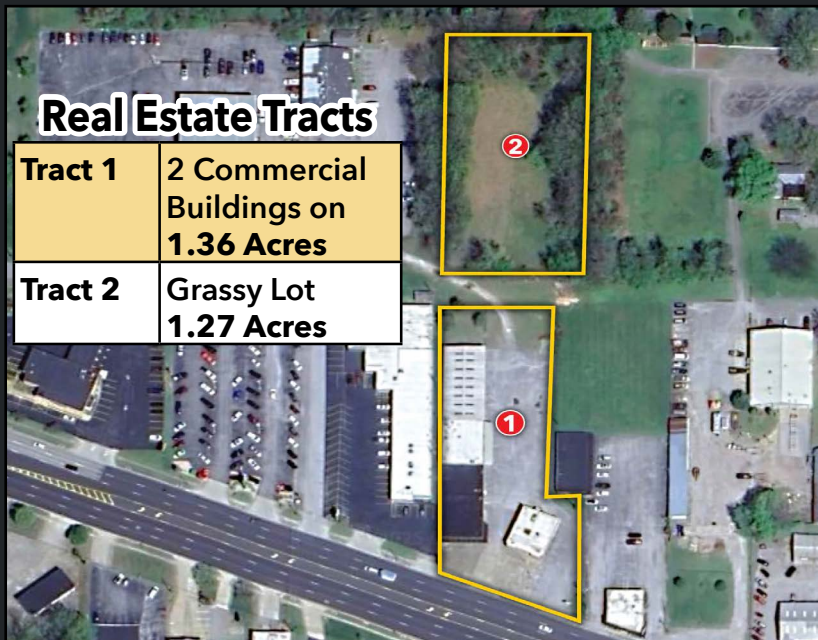 Real Estate Tracts
Tract 1
2 Commercial
Buildings on
1.36 Acres
Tract 2
Grassy Lot
1.27 Acres
2
1